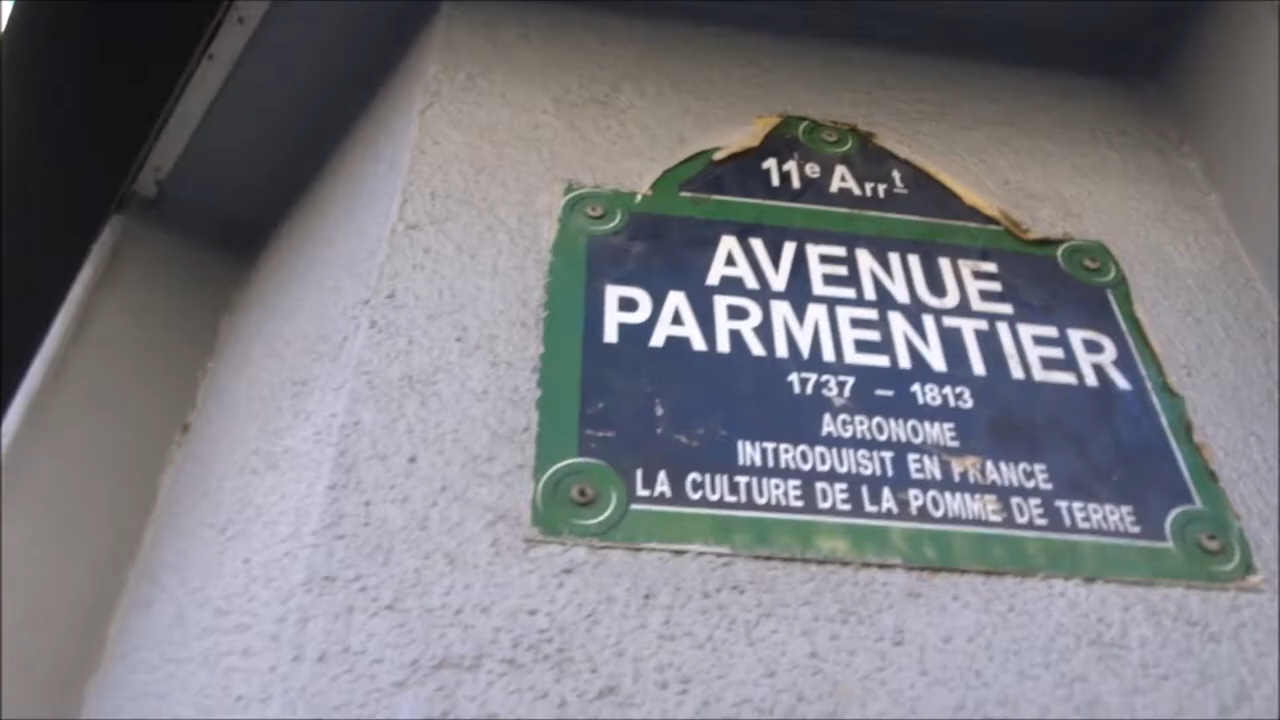 11e Arrt
AVENUE
PARMENTIER
1737 – 1813
AGRONOME
INTRODUISIT EN FRANCE
LA CULTURE DE LA POMME DE TERRE